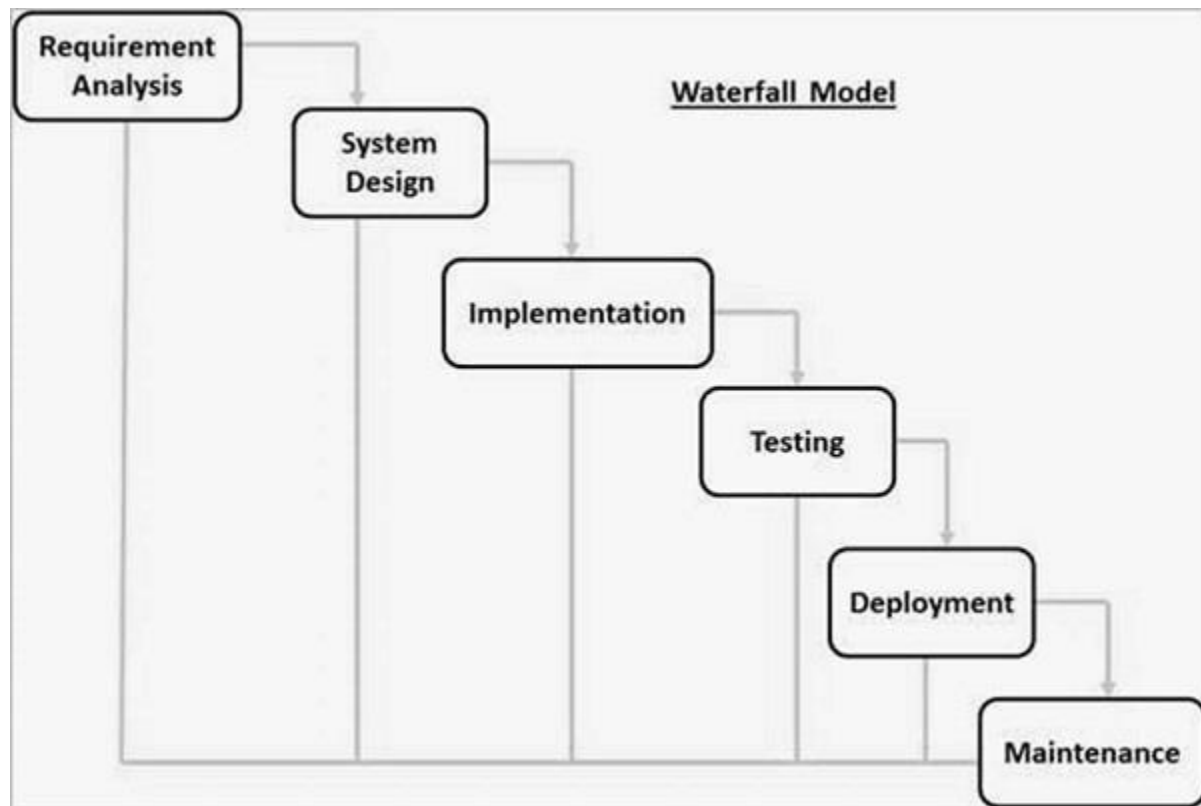 Requirement
Analysis
Waterfall Model
System
Design
Implementation
Testing
Deployment
Maintenance